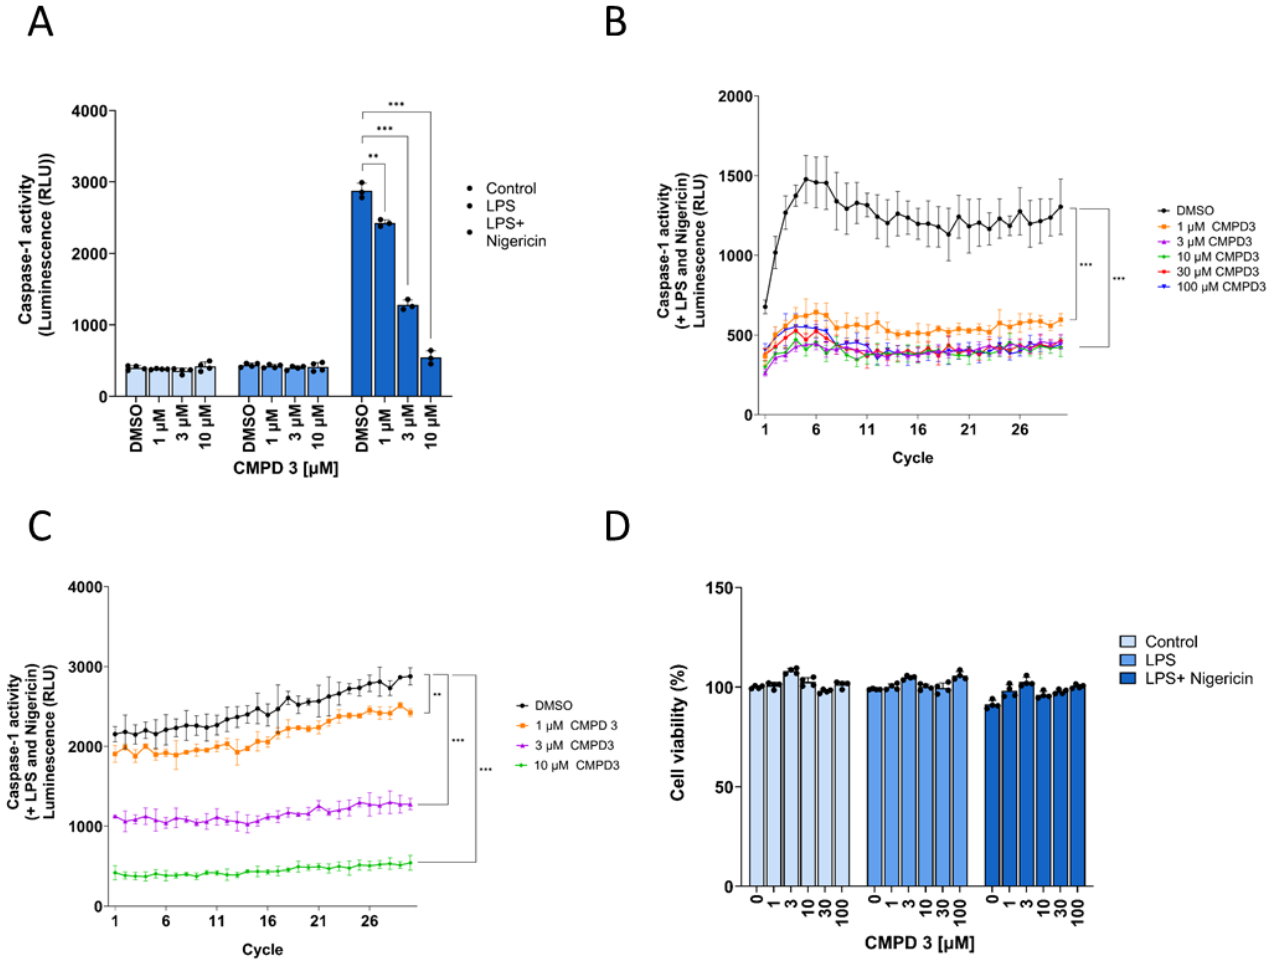 A
4000
3000
2000
1000
0
Caspase-1 activity
(Luminescence (RLU))
***
***
**
Control
LPS
LPS+
Nigericin
DMSO
1 µM
3 µM
10 µM
DMSO
1 µM
3 µM
10 µM
DMSO
1 µM
3 µM
10 µM
CMPD 3 [µM]
B
2000
1500
1000
500
0
Caspase-1 activity
(+ LPS and Nigericin)
Luminescence (RLU)
1 6 11 16 21 26
Cycle
***
***
DMSO
1 µM CMPD3
3 µM CMPD3
10 µM CMPD3
30 µM CMPD3
100 µM CMPD3
C
4000
3000
2000
1000
0
Caspase-1 activity
(+ LPS and Nigericin)
Luminescence (RLU)
1 6 11 16 21 26
Cycle
**
***
***
DMSO
1 µM CMPD 3
3 µM CMPD3
10 µM CMPD3
D
150
100
50
0
Cell viability (%)
0 1 3 10 30 100 0 1 3 10 30 100 0 1 3 10 30 100
CMPD 3 [µM]
Control
LPS
LPS+ Nigericin